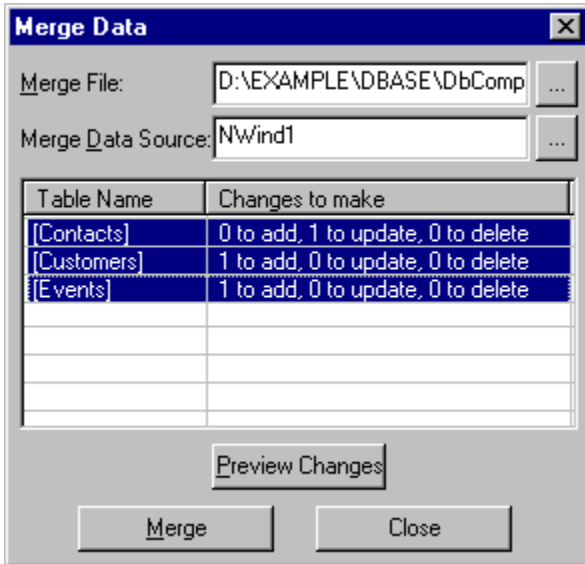 Merge Data
Merge File: D:\EXAMPLE\DBASE\DbComp ...
Merge Data Source: NWind1 ...
Table Name Changes to make
[Contacts] 0 to add, 1 to update, 0 to delete
[Customers] 1 to add, 0 to update, 0 to delete
[Events] 1 to add, 0 to update, 0 to delete
Preview Changes
Merge Close